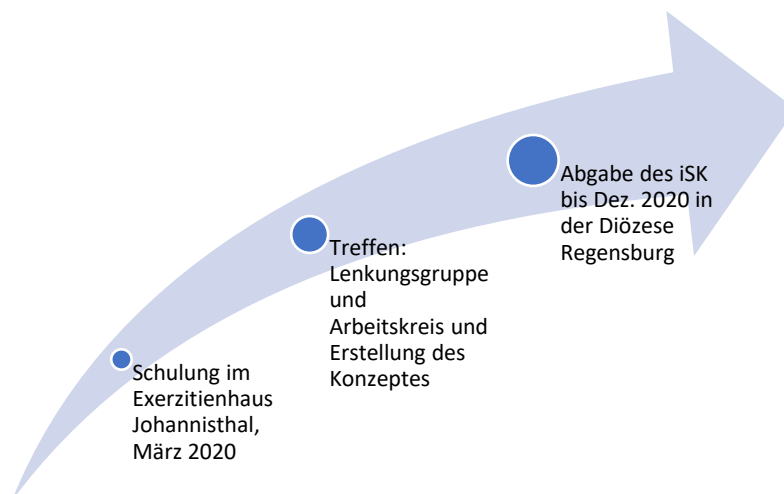 Schulung im
Exerzitienhaus
Johannisthal,
März 2020
Treffen:
Lenkungsgruppe
und
Arbeitskreis und
Erstellung des
Konzeptes
Abgabe des iSK
bis Dez. 2020 in
der Diözese
Regensburg